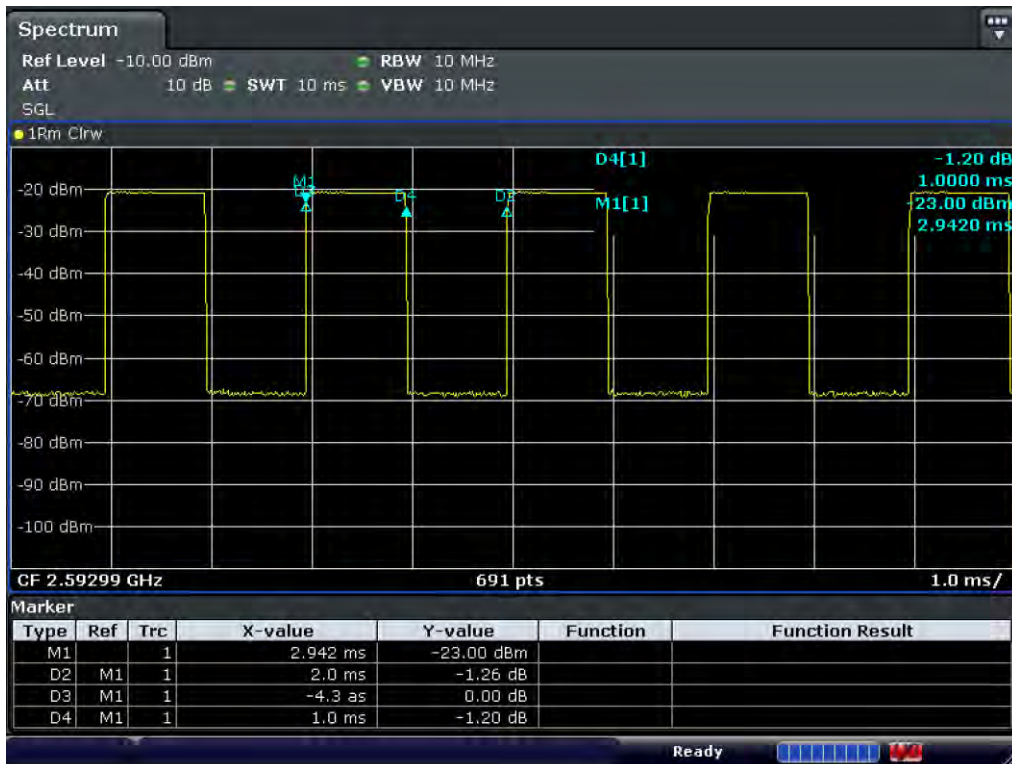 Spectrum
Ref Level -10.00 dBm RBW 10 MHz
Att 10 dB SWT 10 ms VBW 10 MHz
SGL
1Rm Clrw
D4[1] -1.20 dB
1.0000 ms
M1[1] -23.00 dBm
2.9420 ms
M1
D4
D2
-20 dBm
-30 dBm
-40 dBm
-50 dBm
-60 dBm
-70 dBm
-80 dBm
-90 dBm
-100 dBm
CF 2.59299 GHz 691 pts 1.0 ms/
Marker
Type Ref Trc X-value Y-value Function Function Result
M1 1 2.942 ms -23.00 dBm
D2 M1 1 2.0 ms -1.26 dB
D3 M1 1 -4.3 as 0.00 dB
D4 M1 1 1.0 ms -1.20 dB
Ready